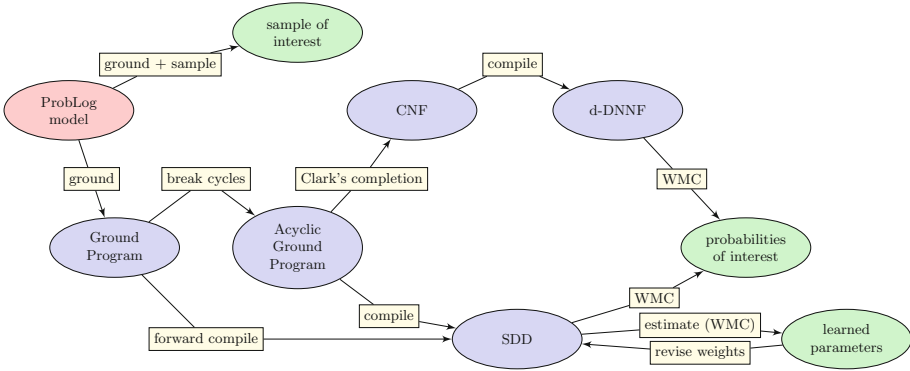 sample of
interest
ground + sample
compile
ProbLog
model
CNF
d-DNNF
ground
break cycles
Clark's completion
WMC
Ground
Program
Acyclic
Ground
Program
probabilities
of interest
WMC
compile
estimate (WMC)
forward compile
SDD
learned
parameters
revise weights